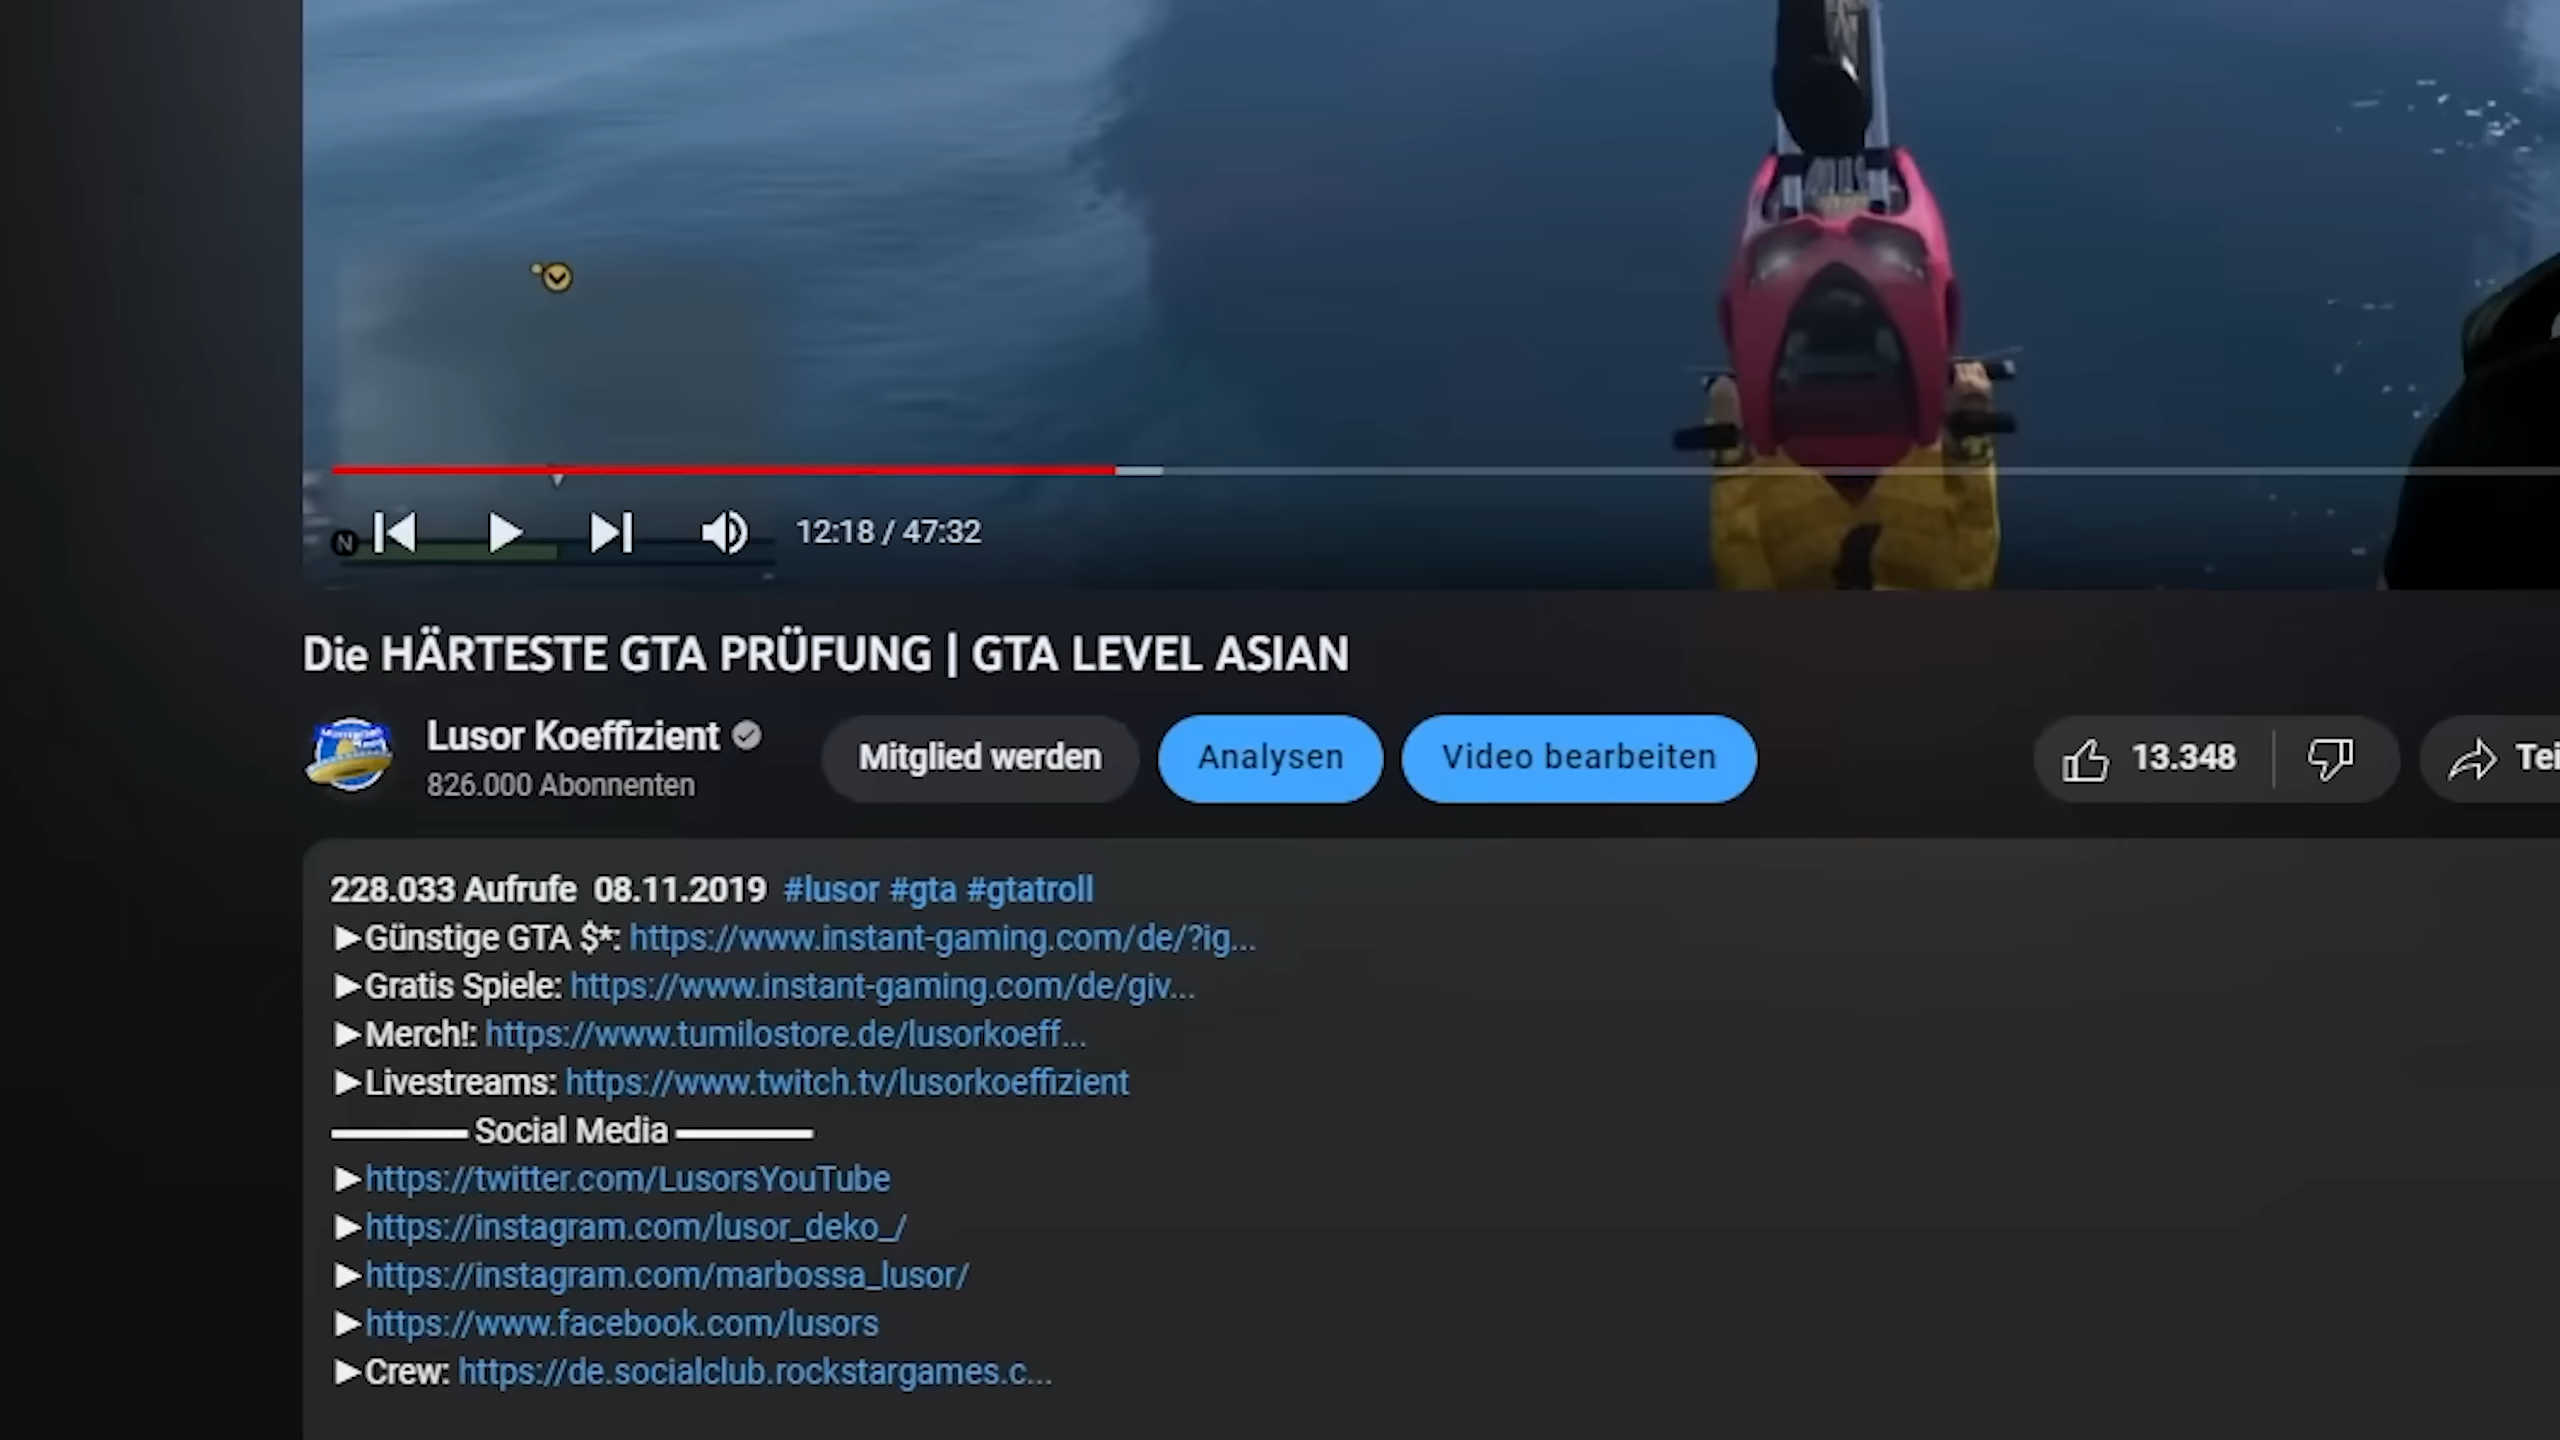 N
12:18 / 47:32
Die HÄRTESTE GTA PRÜFUNG | GTA LEVEL ASIAN
Lusor Koeffizient
826.000 Abonnenten
Mitglied werden
Analysen
Video bearbeiten
13.348
Tei
228.033 Aufrufe 08.11.2019 #lusor #gta #gtatroll
►Günstige GTA $*: https://www.instant-gaming.com/de/?ig...
►Gratis Spiele: https://www.instant-gaming.com/de/giv...
►Merch!: https://www.tumilostore.de/lusorkoeff...
►Livestreams: https://www.twitch.tv/lusorkoeffizient
Social Media
►https://twitter.com/LusorsYouTube
►https://instagram.com/lusor_deko_/
►https://instagram.com/marbossa_lusor/
►https://www.facebook.com/lusors
►Crew: https://de.socialclub.rockstargames.c...